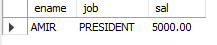 ename job sal
AMIR PRESIDENT 5000.00